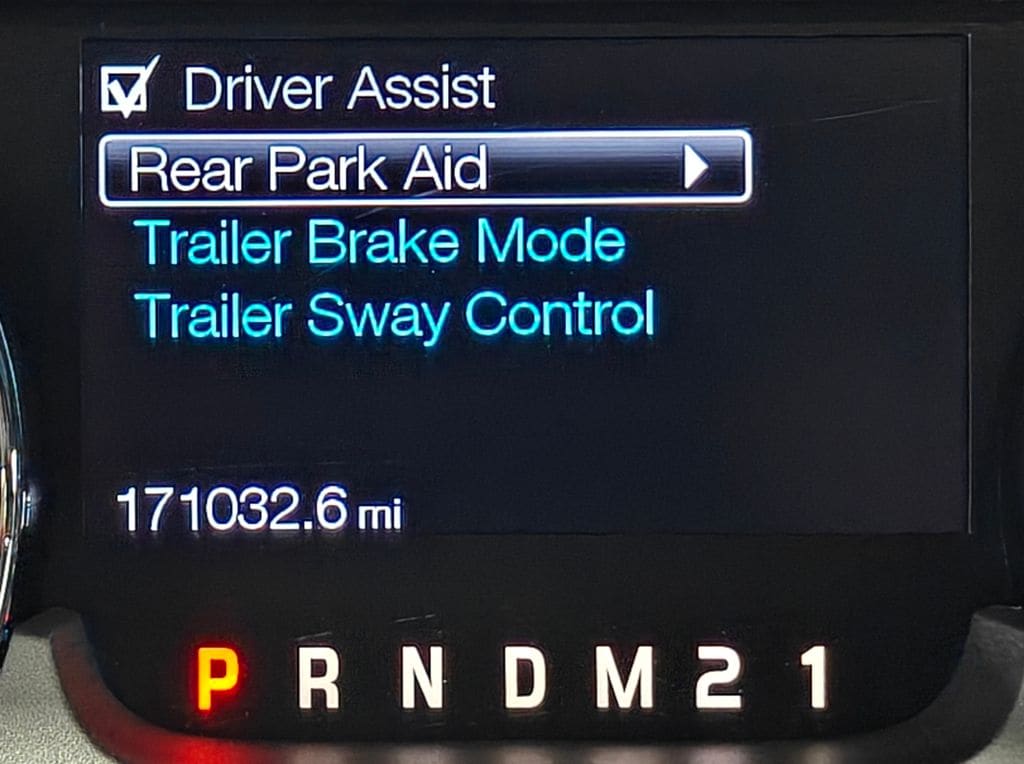 Driver Assist
Rear Park Aid
Trailer Brake Mode
Trailer Sway Control
171032.6 mi
P R N D M 2 1